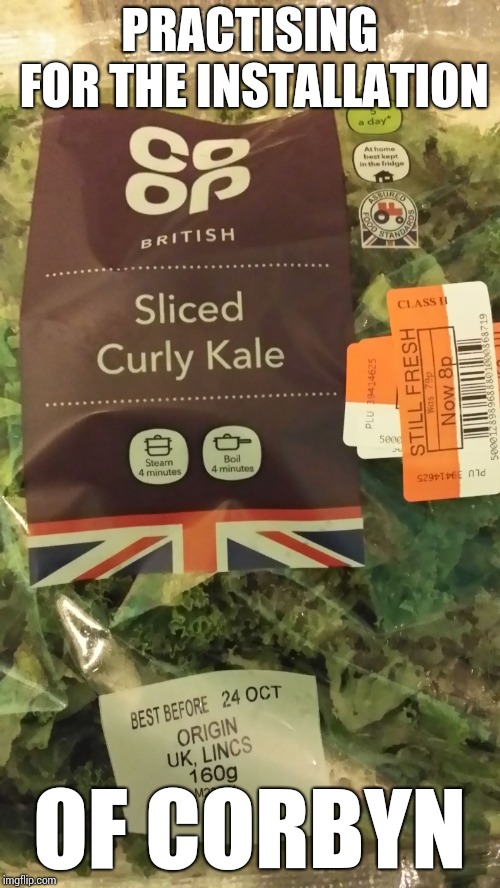 PRACTISING
FOR THE INSTALLATION
5
a day*
At home
best kept
in the fridge
CO
OP
BRITISH
ASSURED
FOOD STANDARDS
Sliced
Curly Kale
Steam
4 minutes
Boil
4 minutes
CLASS II
STILL FRESH
Was 79p
Now 8p
PLU 39414625
PLU 39414625
5000
BEST BEFORE 24 OCT
ORIGIN
UK, LINCS
160g
OF CORBYN
imgflip.com